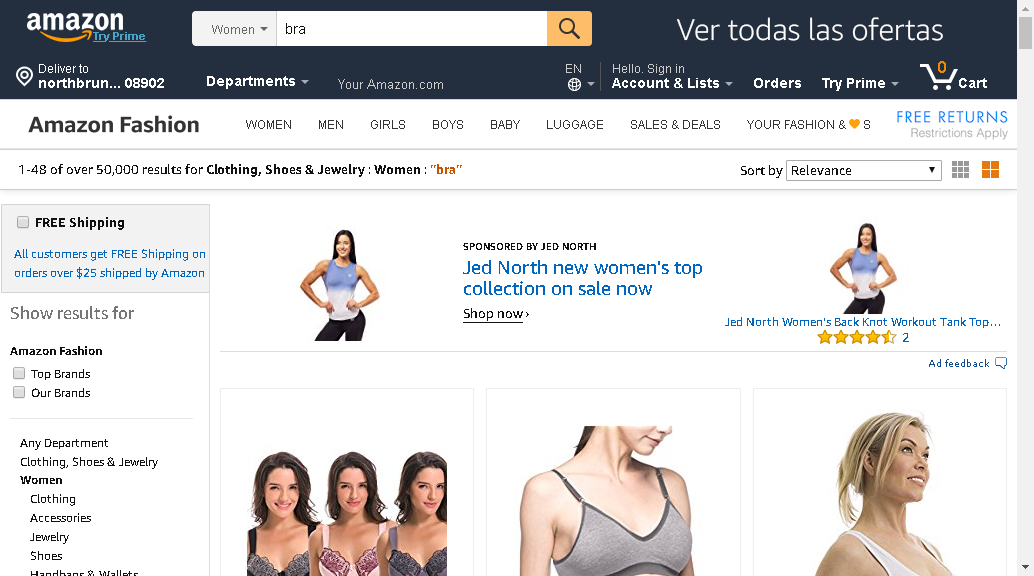 amazon
Try Prime
Women
bra
Ver todas las ofertas
Deliver to
northbrun... 08902
Departments
Your Amazon.com
EN
Hello. Sign in
Account & Lists
Orders
Try Prime
0
Cart
Amazon Fashion
WOMEN
MEN
GIRLS
BOYS
BABY
LUGGAGE
SALES & DEALS
YOUR FASHION & 🧡 S
FREE RETURNS
Restrictions Apply
1-48 of over 50,000 results for Clothing, Shoes & Jewelry : Women : "bra"
Sort by
Relevance
FREE Shipping
All customers get FREE Shipping on
orders over $25 shipped by Amazon
Show results for
Amazon Fashion
Top Brands
Our Brands
Any Department
Clothing, Shoes & Jewelry
Women
Clothing
Accessories
Jewelry
Shoes
Handbags & Wallets
SPONSORED BY JED NORTH
Jed North new women's top
collection on sale now
Shop now ›
Jed North Women's Back Knot Workout Tank Top...
2
Ad feedback